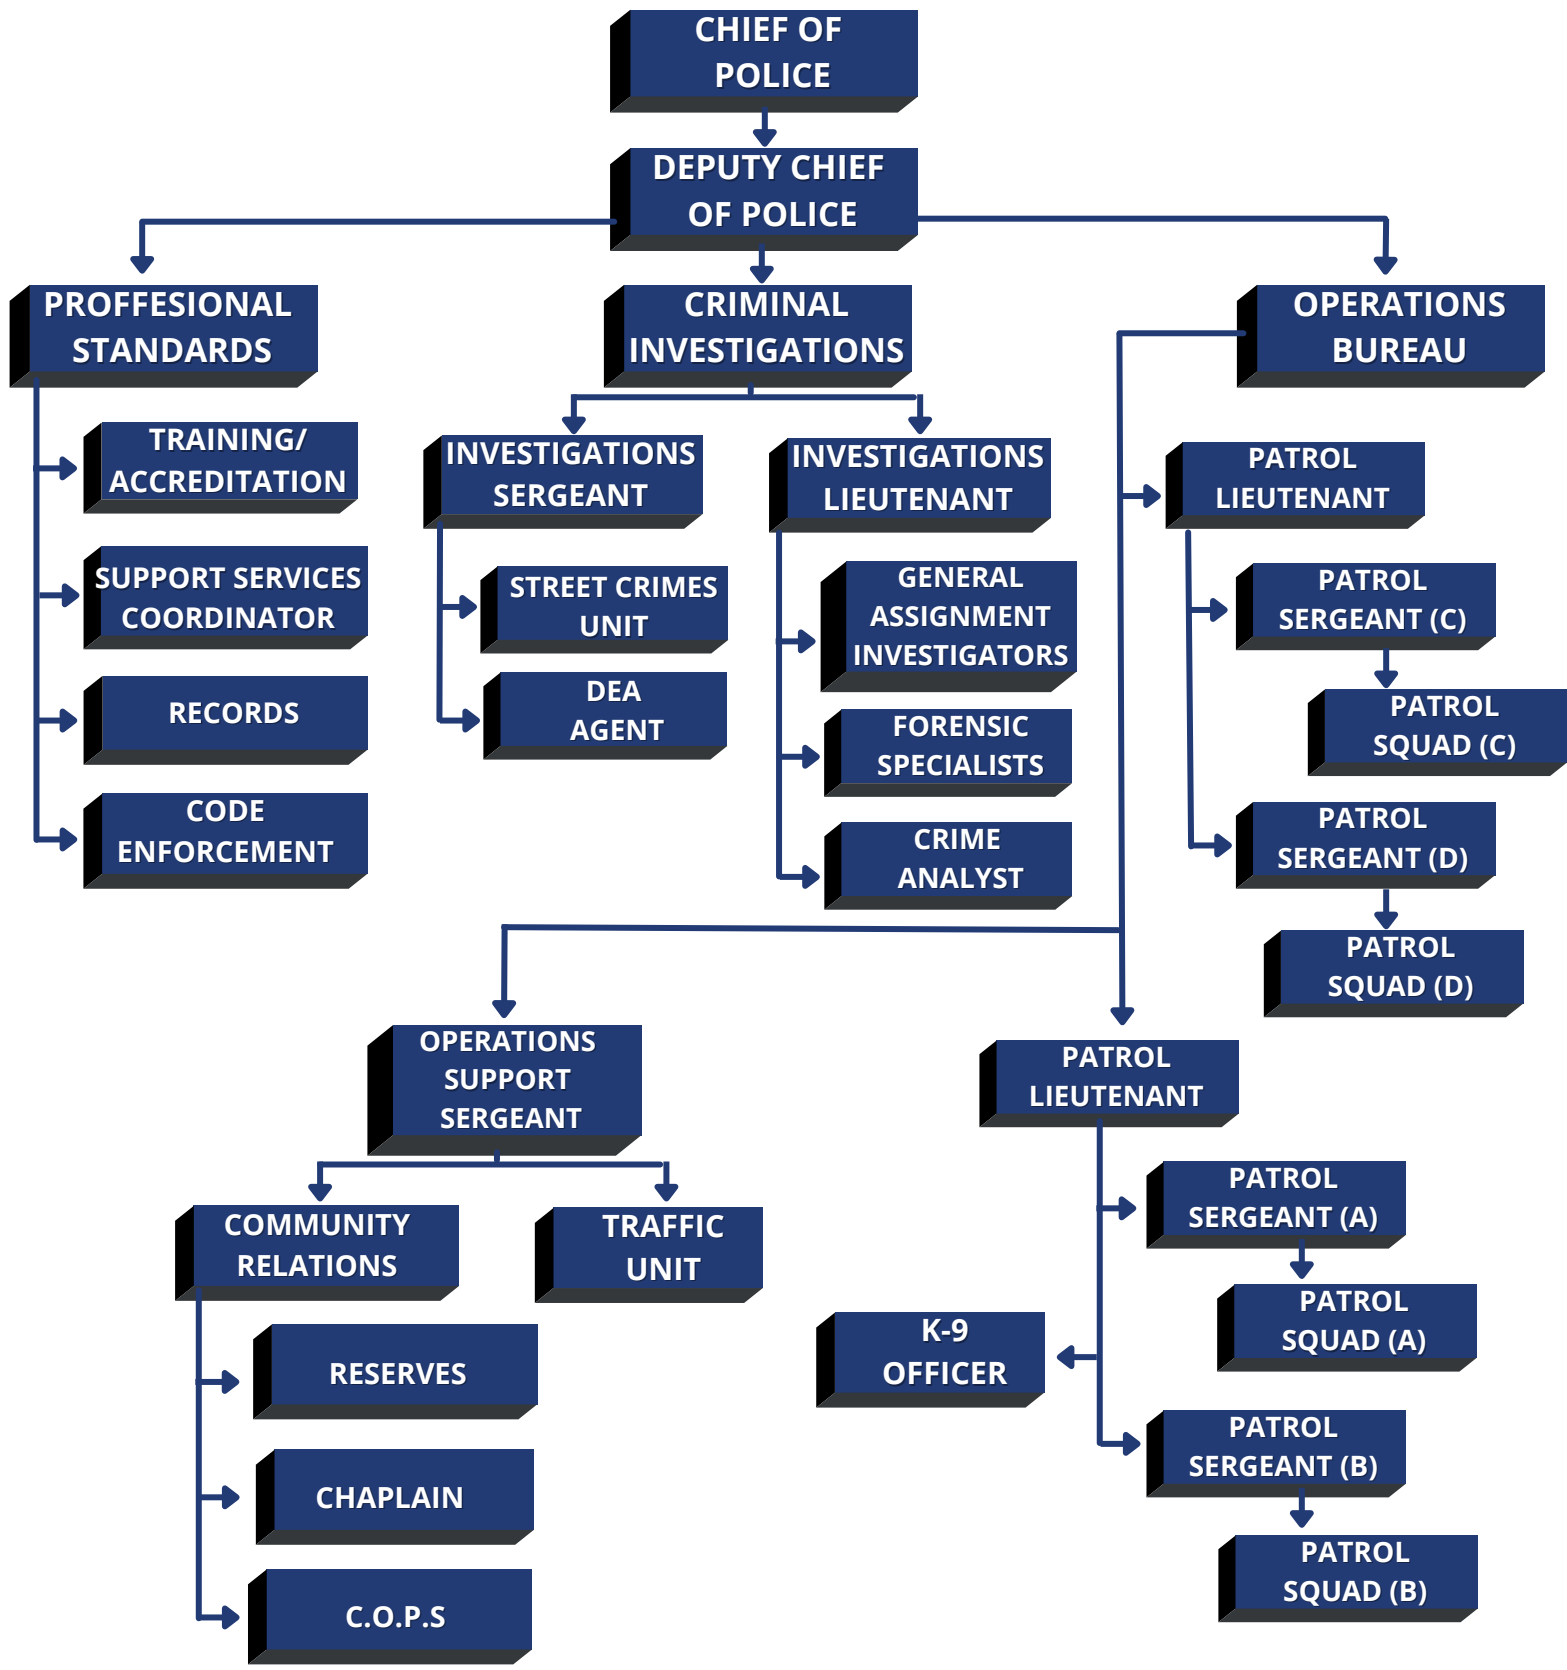 CHIEF OF
POLICE
DEPUTY CHIEF
OF POLICE
PROFFESIONAL
STANDARDS
TRAINING/
ACCREDITATION
SUPPORT SERVICES
COORDINATOR
RECORDS
CODE
ENFORCEMENT
CRIMINAL
INVESTIGATIONS
INVESTIGATIONS
SERGEANT
STREET CRIMES
UNIT
DEA
AGENT
INVESTIGATIONS
LIEUTENANT
GENERAL
ASSIGNMENT
INVESTIGATORS
FORENSIC
SPECIALISTS
CRIME
ANALYST
OPERATIONS
BUREAU
PATROL
LIEUTENANT
PATROL
SERGEANT (C)
PATROL
SQUAD (C)
PATROL
SERGEANT (D)
PATROL
SQUAD (D)
OPERATIONS
SUPPORT
SERGEANT
COMMUNITY
RELATIONS
RESERVES
CHAPLAIN
C.O.P.S
TRAFFIC
UNIT
PATROL
LIEUTENANT
PATROL
SERGEANT (A)
PATROL
SQUAD (A)
K-9
OFFICER
PATROL
SERGEANT (B)
PATROL
SQUAD (B)